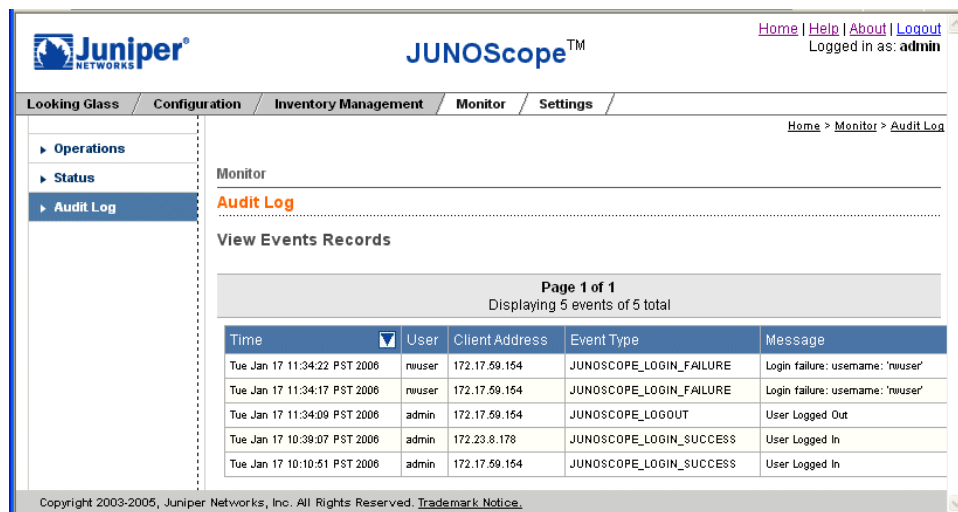 Juniper®
NETWORKS
JUNOScope™
Home | Help | About | Logout
Logged in as: admin
Looking Glass / Configuration / Inventory Management / Monitor / Settings /
Home > Monitor > Audit Log
Operations
Status
Audit Log
Monitor
Audit Log
View Events Records
Page 1 of 1
Displaying 5 events of 5 total
Time User Client Address Event Type Message
Tue Jan 17 11:34:22 PST 2006 rwuser 172.17.59.154 JUNOSCOPE_LOGIN_FAILURE Login failure: username: 'rwuser'
Tue Jan 17 11:34:17 PST 2006 rwuser 172.17.59.154 JUNOSCOPE_LOGIN_FAILURE Login failure: username: 'rwuser'
Tue Jan 17 11:34:09 PST 2006 admin 172.17.59.154 JUNOSCOPE_LOGOUT User Logged Out
Tue Jan 17 10:39:07 PST 2006 admin 172.23.8.178 JUNOSCOPE_LOGIN_SUCCESS User Logged In
Tue Jan 17 10:10:51 PST 2006 admin 172.17.59.154 JUNOSCOPE_LOGIN_SUCCESS User Logged In
Copyright 2003-2005, Juniper Networks, Inc. All Rights Reserved. Trademark Notice.